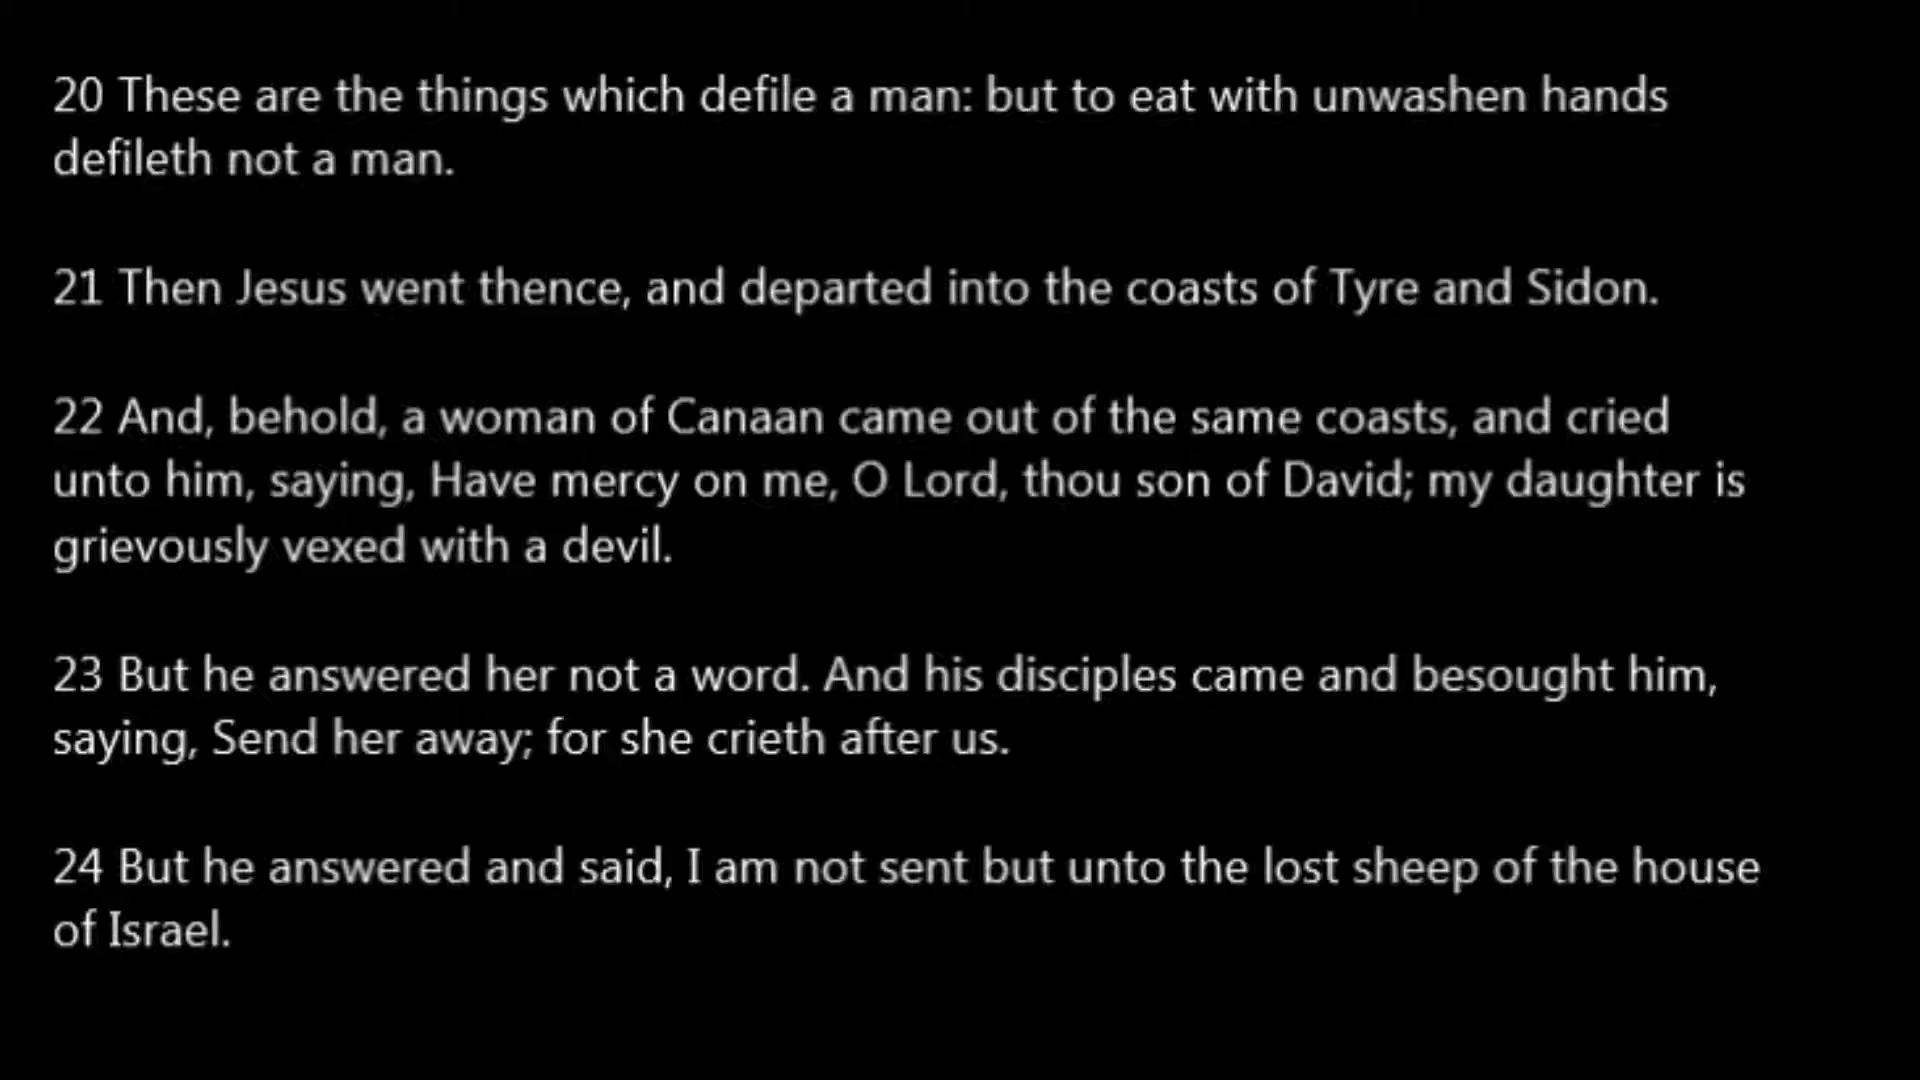 20 These are the things which defile a man: but to eat with unwashen hands
defileth not a man.
21 Then Jesus went thence, and departed into the coasts of Tyre and Sidon.
22 And, behold, a woman of Canaan came out of the same coasts, and cried
unto him, saying, Have mercy on me, O Lord, thou son of David; my daughter is
grievously vexed with a devil.
23 But he answered her not a word. And his disciples came and besought him,
saying, Send her away; for she crieth after us.
24 But he answered and said, I am not sent but unto the lost sheep of the house
of Israel.